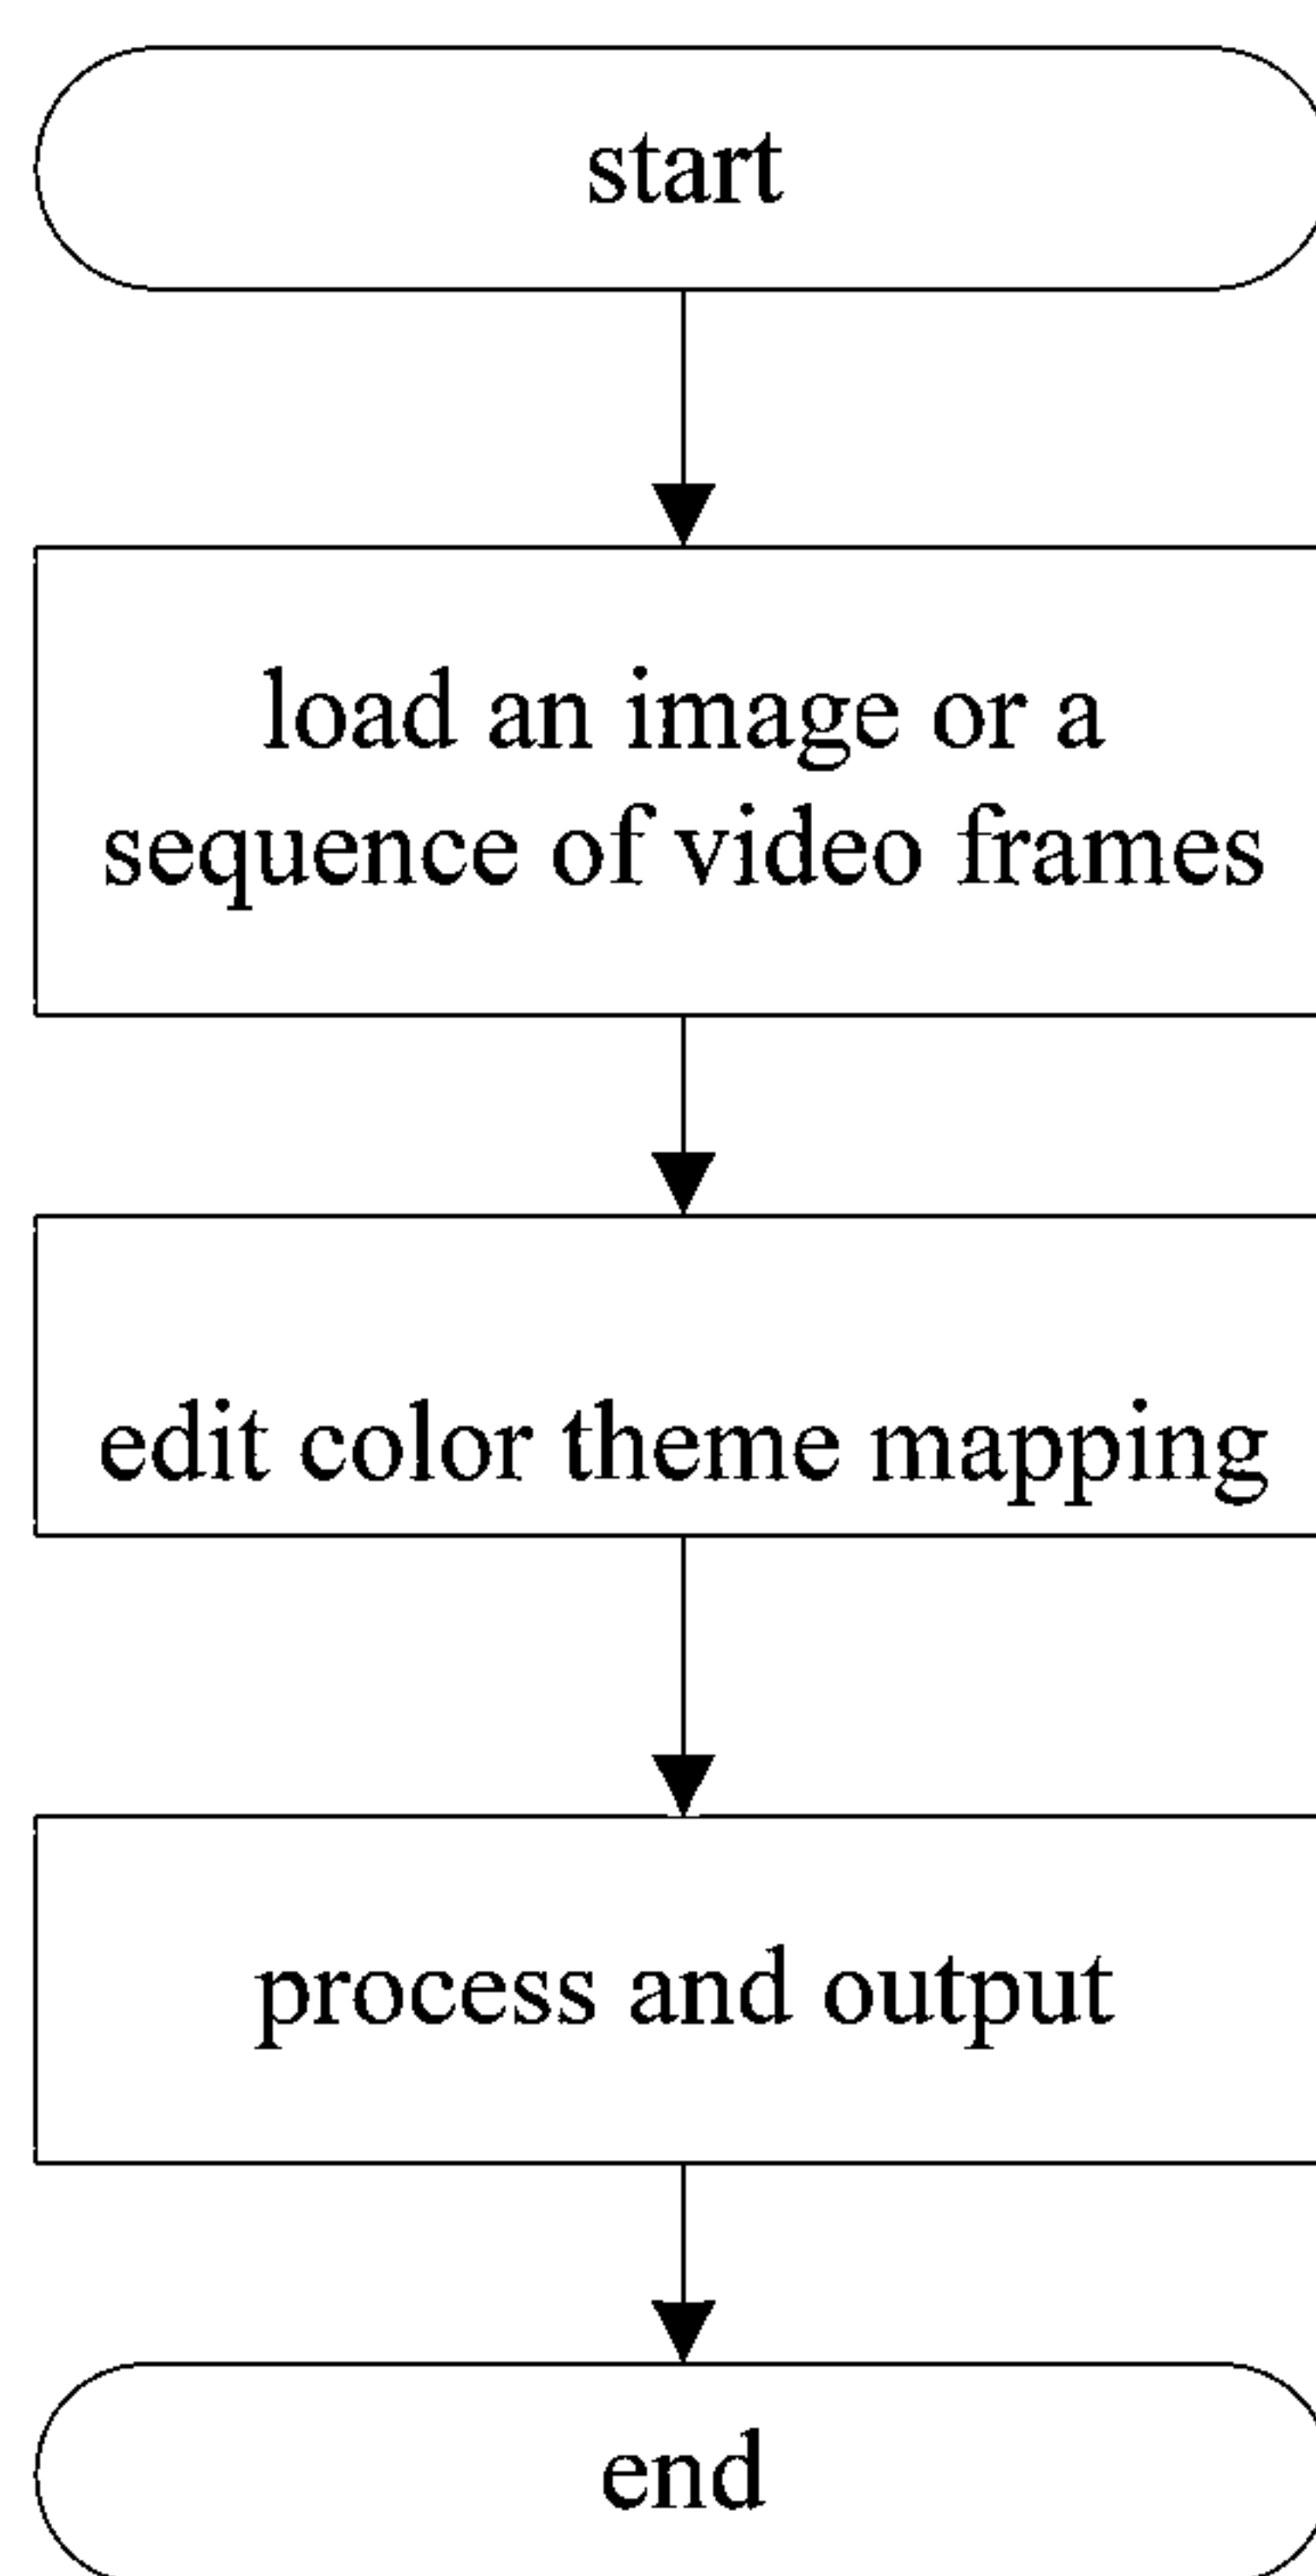 start
load an image or a
sequence of video frames
edit color theme mapping
process and output
end